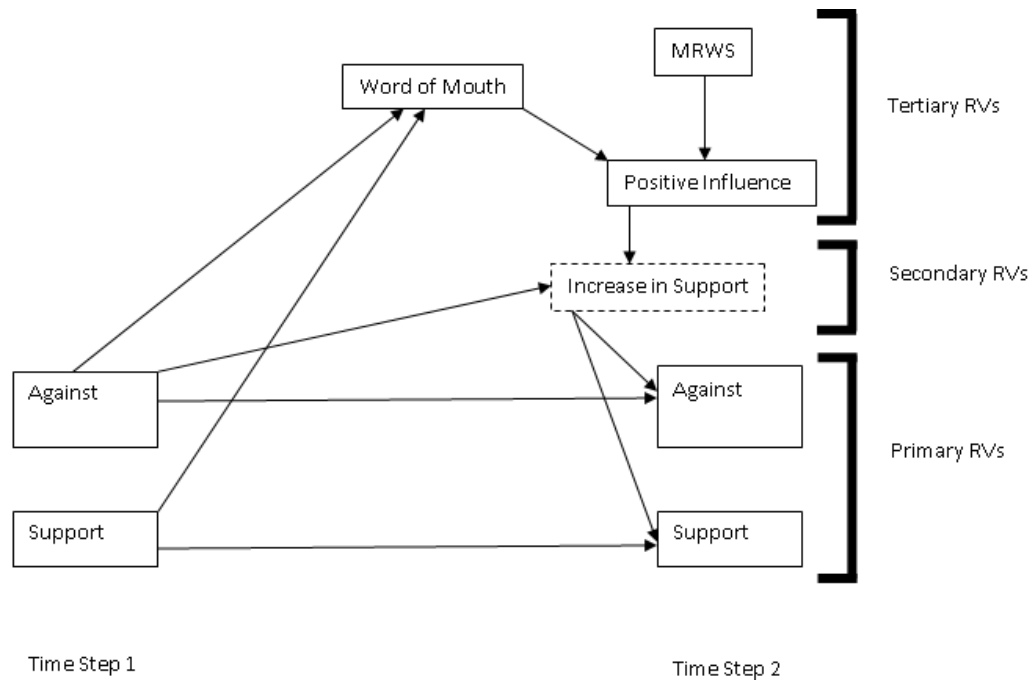 MRWS
Word of Mouth
Tertiary RVs
Positive Influence
Secondary RVs
Increase in Support
Against
Against
Primary RVs
Support
Support
Time Step 1
Time Step 2